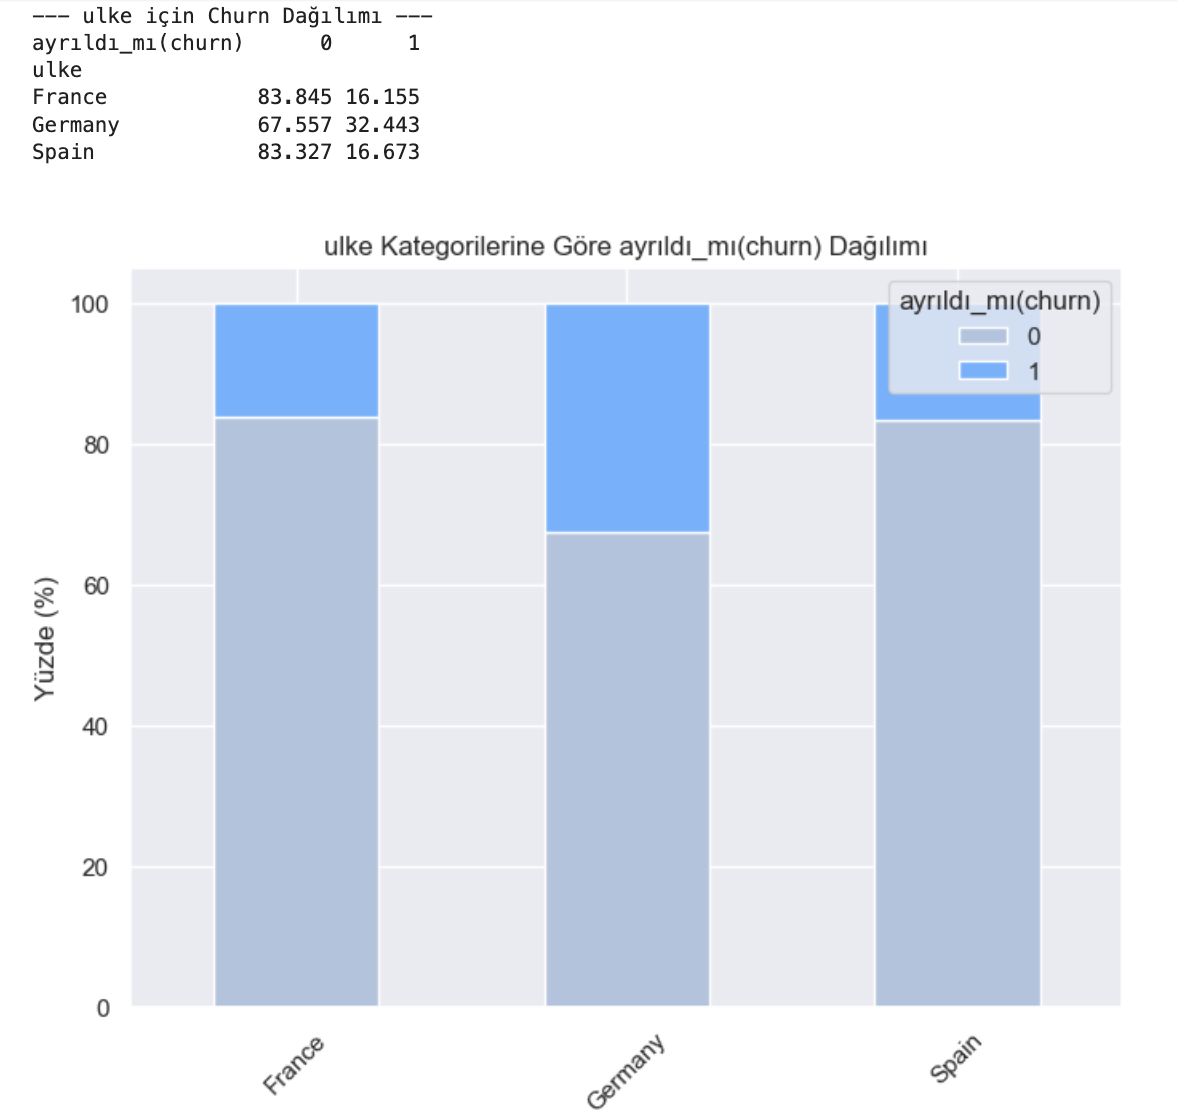 --- ulke için Churn Dağılımı ---
ayrıldı_mı(churn) 0 1
ulke
France 83.845 16.155
Germany 67.557 32.443
Spain 83.327 16.673
ulke Kategorilerine Göre ayrıldı_mı(churn) Dağılımı
ayrıldı_mı(churn)
0
1
Yüzde (%)
100
80
60
40
20
0
France
Germany
Spain